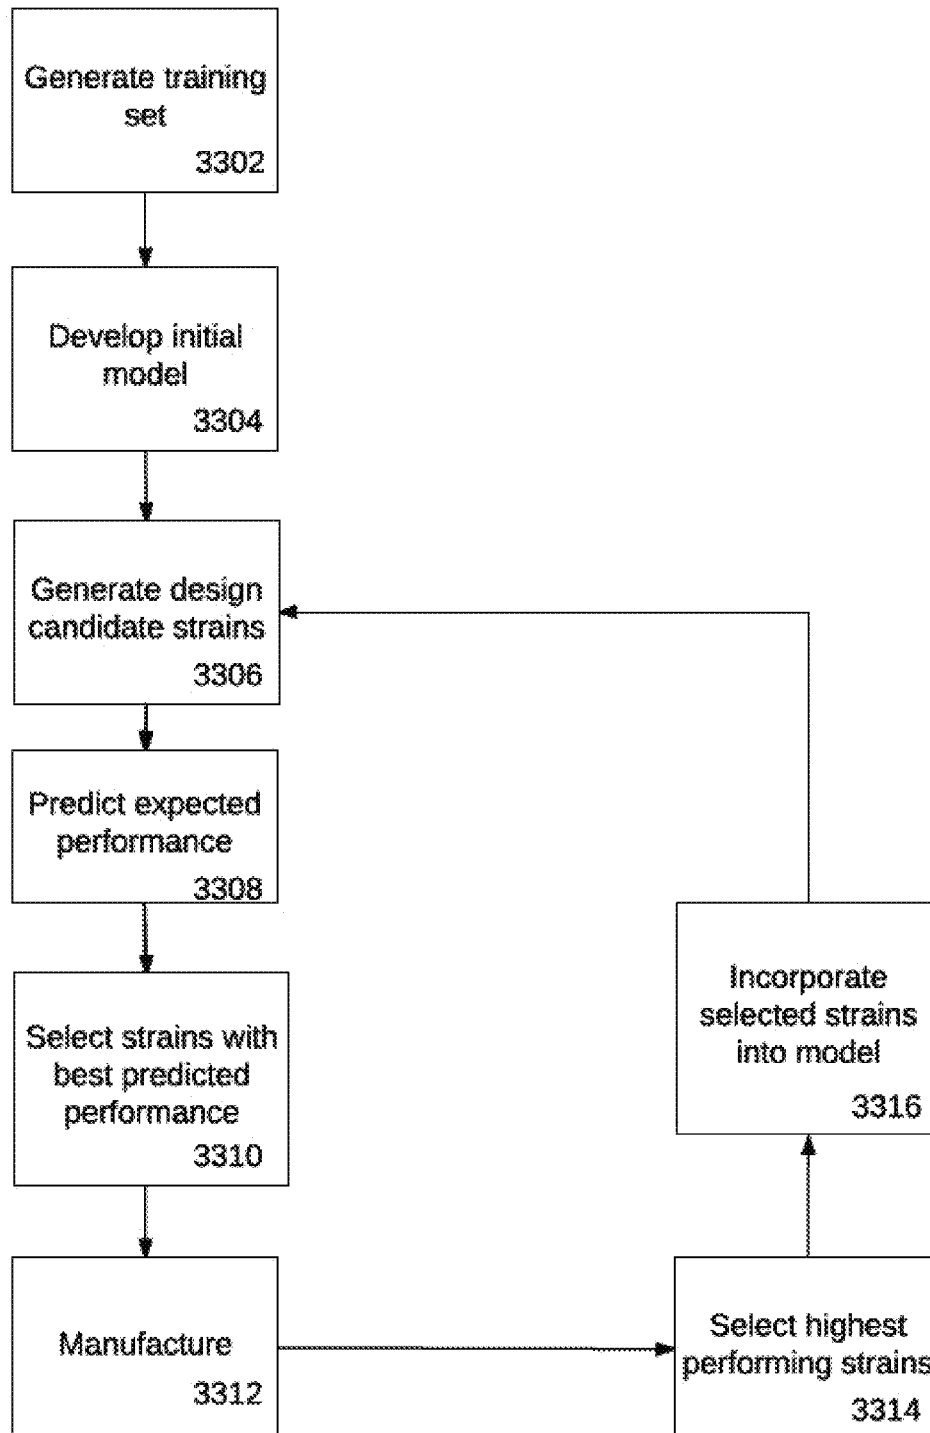 Generate training
set
3302
Develop initial
model
3304
Generate design
candidate strains
3306
Predict expected
performance
3308
Select strains with
best predicted
performance
3310
Manufacture
3312
Select highest
performing strains
3314
Incorporate
selected strains
into model
3316